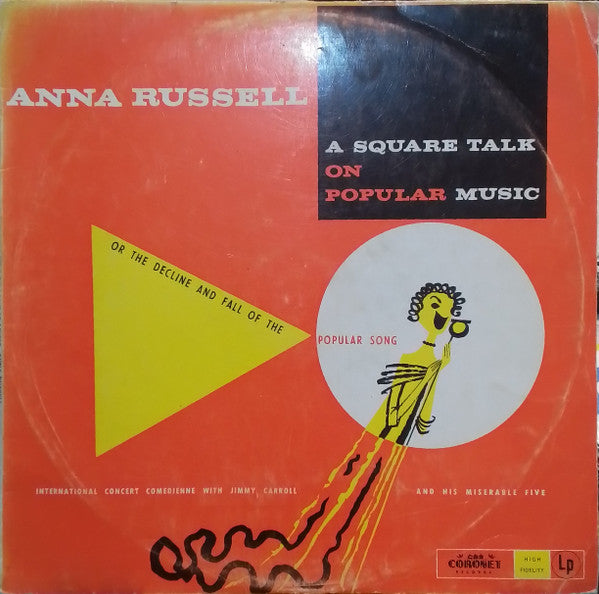 ANNA RUSSELL
A SQUARE TALK
ON
POPULAR MUSIC
OR THE DECLINE AND FALL OF THE
POPULAR SONG
INTERNATIONAL CONCERT COMEDIENNE WITH JIMMY CARROLL
AND HIS MISERABLE FIVE
CORONET
HIGH
FIDELITY
Lp